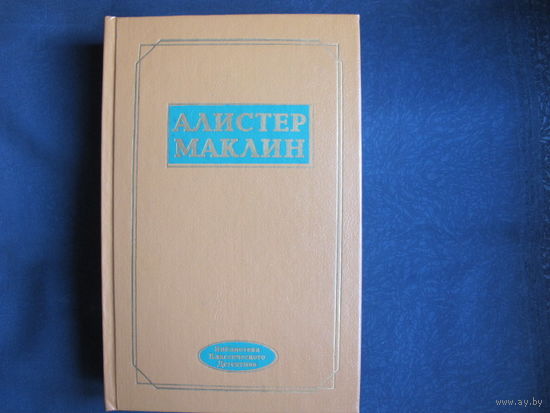 АЛИСТЕР
МАКЛИН
Библиотека
Классического
Детектива
www.ay.by